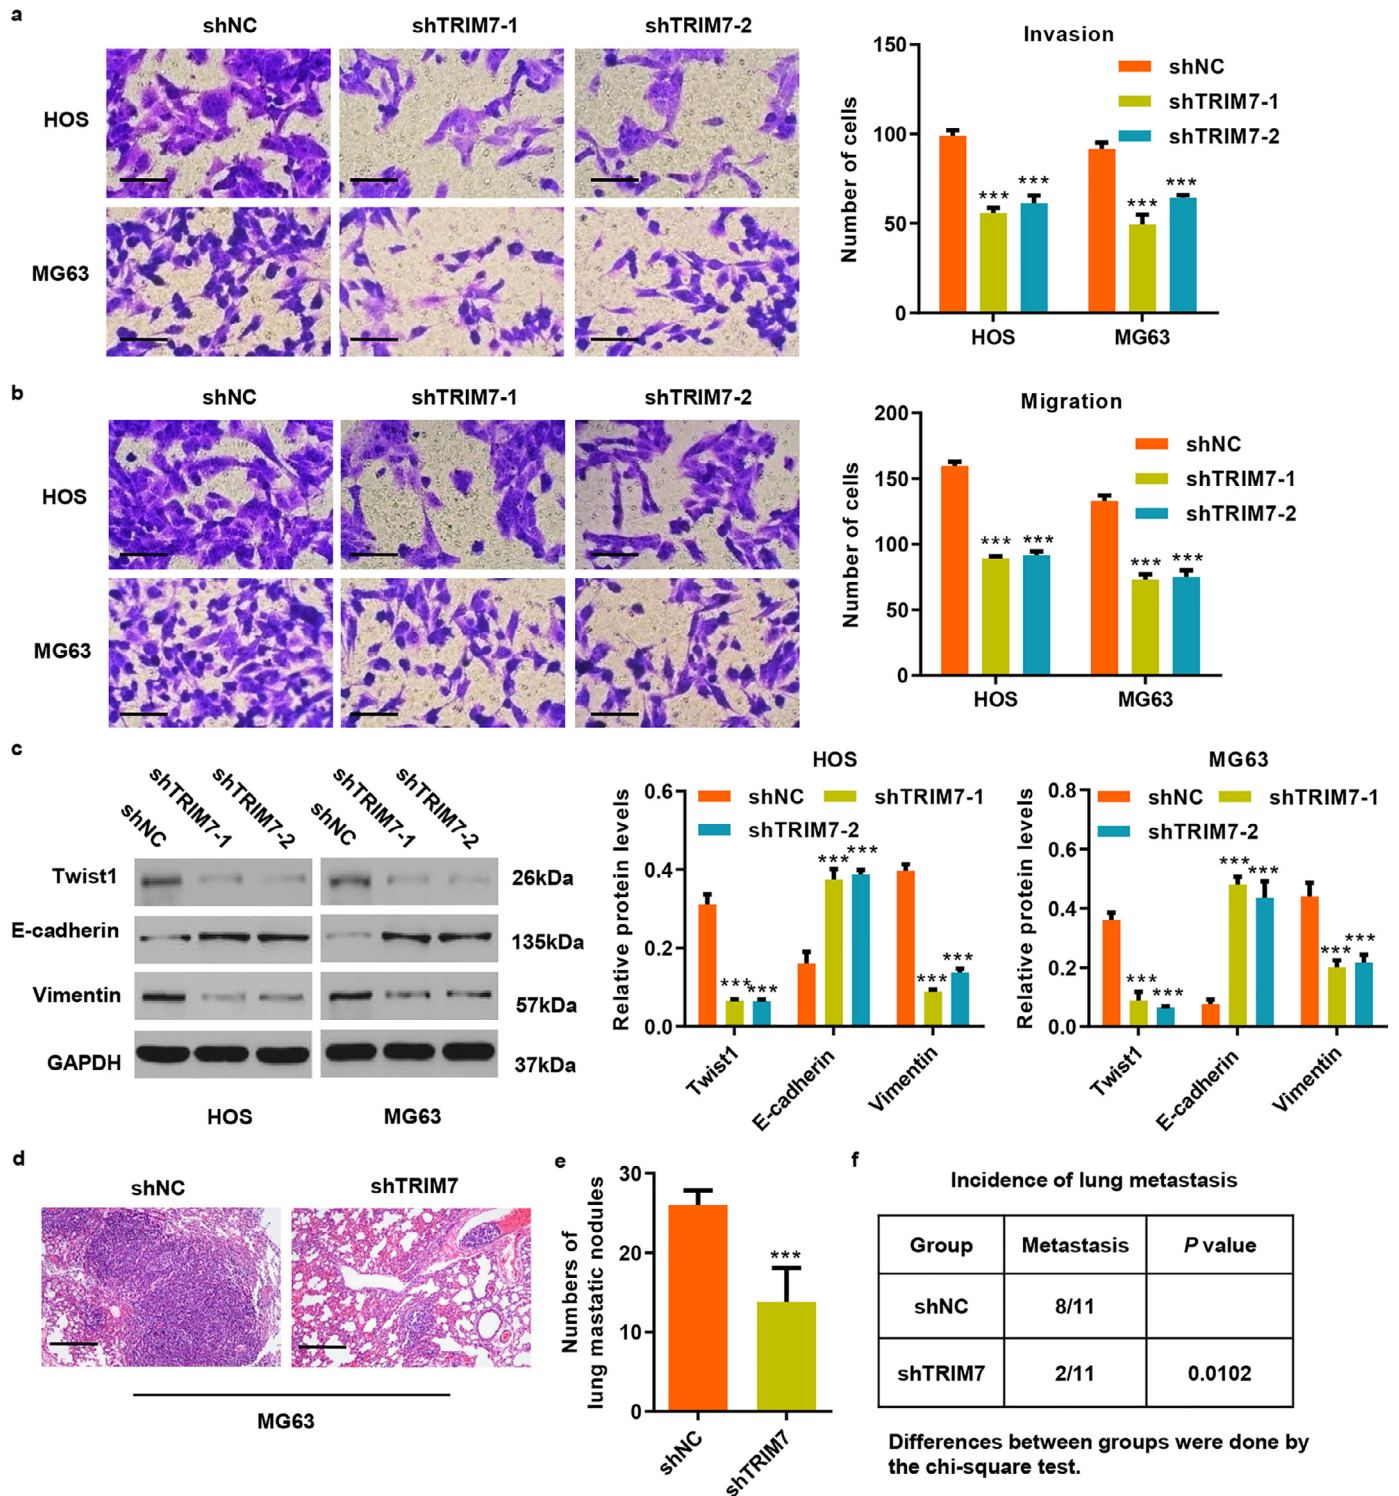 a
shNC shTRIM7-1 shTRIM7-2
HOS
MG63
Invasion
Number of cells
150
100
50
0
shNC
shTRIM7-1
shTRIM7-2
*** *** *** ***
HOS MG63
b
shNC shTRIM7-1 shTRIM7-2
HOS
MG63
Migration
Number of cells
200
150
100
50
0
shNC
shTRIM7-1
shTRIM7-2
*** *** *** ***
HOS MG63
c
shNC shTRIM7-1 shTRIM7-2 shNC shTRIM7-1 shTRIM7-2
Twist1 26kDa
E-cadherin 135kDa
Vimentin 57kDa
GAPDH 37kDa
HOS MG63
HOS
Relative protein levels
0.6
0.4
0.2
0.0
shNC shTRIM7-1
shTRIM7-2
*** *** *** *** *** ***
Twist1 E-cadherin Vimentin
MG63
Relative protein levels
0.8
0.6
0.4
0.2
0.0
shNC shTRIM7-1
shTRIM7-2
*** *** *** *** *** ***
Twist1 E-cadherin Vimentin
d
shNC shTRIM7
MG63
e
Numbers of
lung mastatic nodules
30
20
10
0
***
shNC shTRIM7
f
Incidence of lung metastasis
Group Metastasis P value
shNC 8/11
shTRIM7 2/11 0.0102
Differences between groups were done by
the chi-square test.